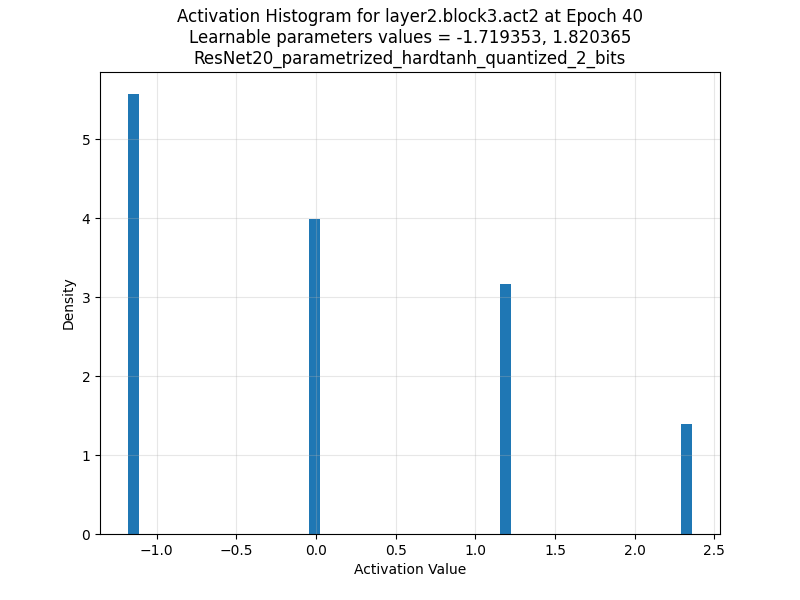 Activation Histogram for layer2.block3.act2 at Epoch 40
Learnable parameters values = -1.719353, 1.820365
ResNet20_parametrized_hardtanh_quantized_2_bits
5
4
3
2
1
0
Density
−1.0 −0.5 0.0 0.5 1.0 1.5 2.0 2.5
Activation Value